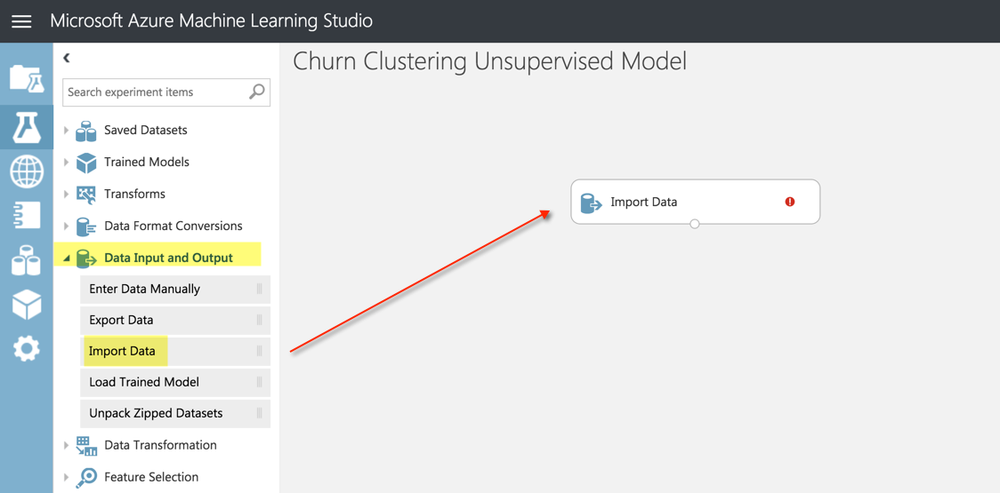 Microsoft Azure Machine Learning Studio
Churn Clustering Unsupervised Model
Search experiment items
Saved Datasets
Trained Models
Transforms
Data Format Conversions
Data Input and Output
Enter Data Manually
Export Data
Import Data
Load Trained Model
Unpack Zipped Datasets
Data Transformation
Feature Selection
Import Data